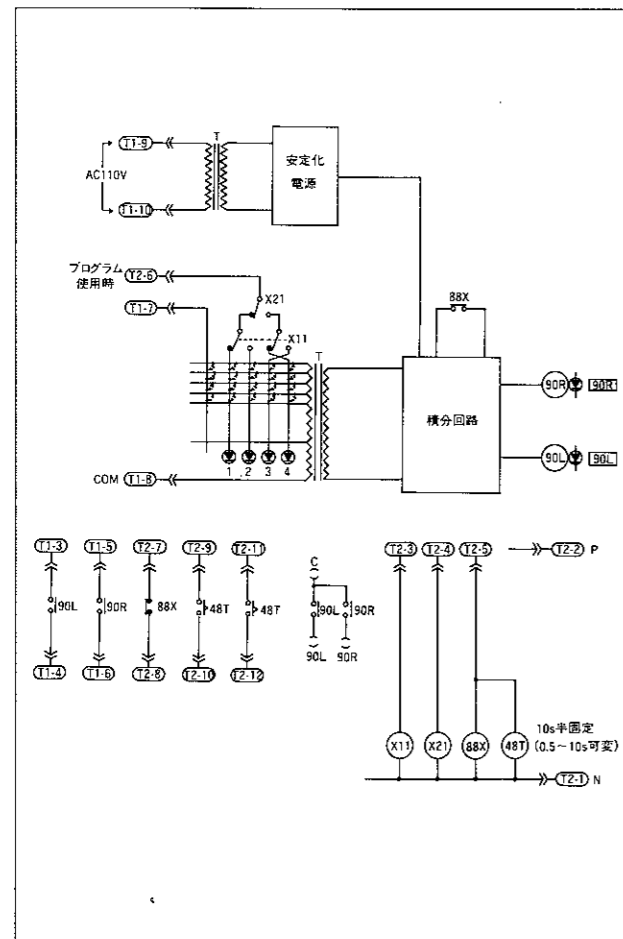 T
T1-9
AC110V
T1-10
安定化
電源
プログラム
使用時
T2-6
T1-7
X21
X11
T
88X
積分回路
90R
90R
90L
90L
1 2 3 4
COM T1-8
T1-3 T1-5 T2-7 T2-9 T2-11
C
T2-3 T2-4 T2-5 T2-2 P
90L 90R 88X 48T 48T
90L 90R
90L 90R
T1-4 T1-6 T2-8 T2-10 T2-12
X11 X21 88X 48T
10s半固定
(0.5～10s可変)
T2-1 N